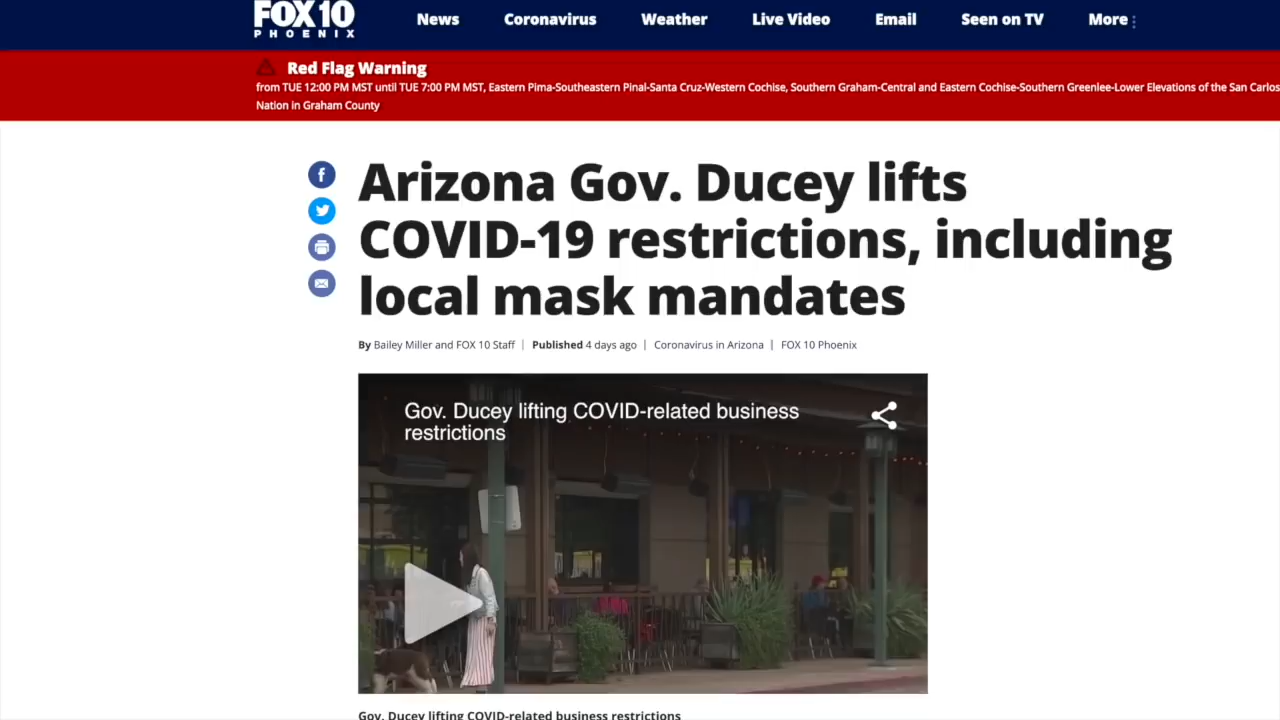 FOX 10
PHOENIX
News
Coronavirus
Weather
Live Video
Email
Seen on TV
More
Red Flag Warning
from TUE 12:00 PM MST until TUE 7:00 PM MST, Eastern Pima-Southeastern Pinal-Santa Cruz-Western Cochise, Southern Graham-Central and Eastern Cochise-Southern Greenlee-Lower Elevations of the San Carlos
Nation in Graham County
Arizona Gov. Ducey lifts
COVID-19 restrictions, including
local mask mandates
By Bailey Miller and FOX 10 Staff | Published 4 days ago | Coronavirus in Arizona | FOX 10 Phoenix
Gov. Ducey lifting COVID-related business
restrictions
Gov. Ducey lifting COVID-related business restrictions